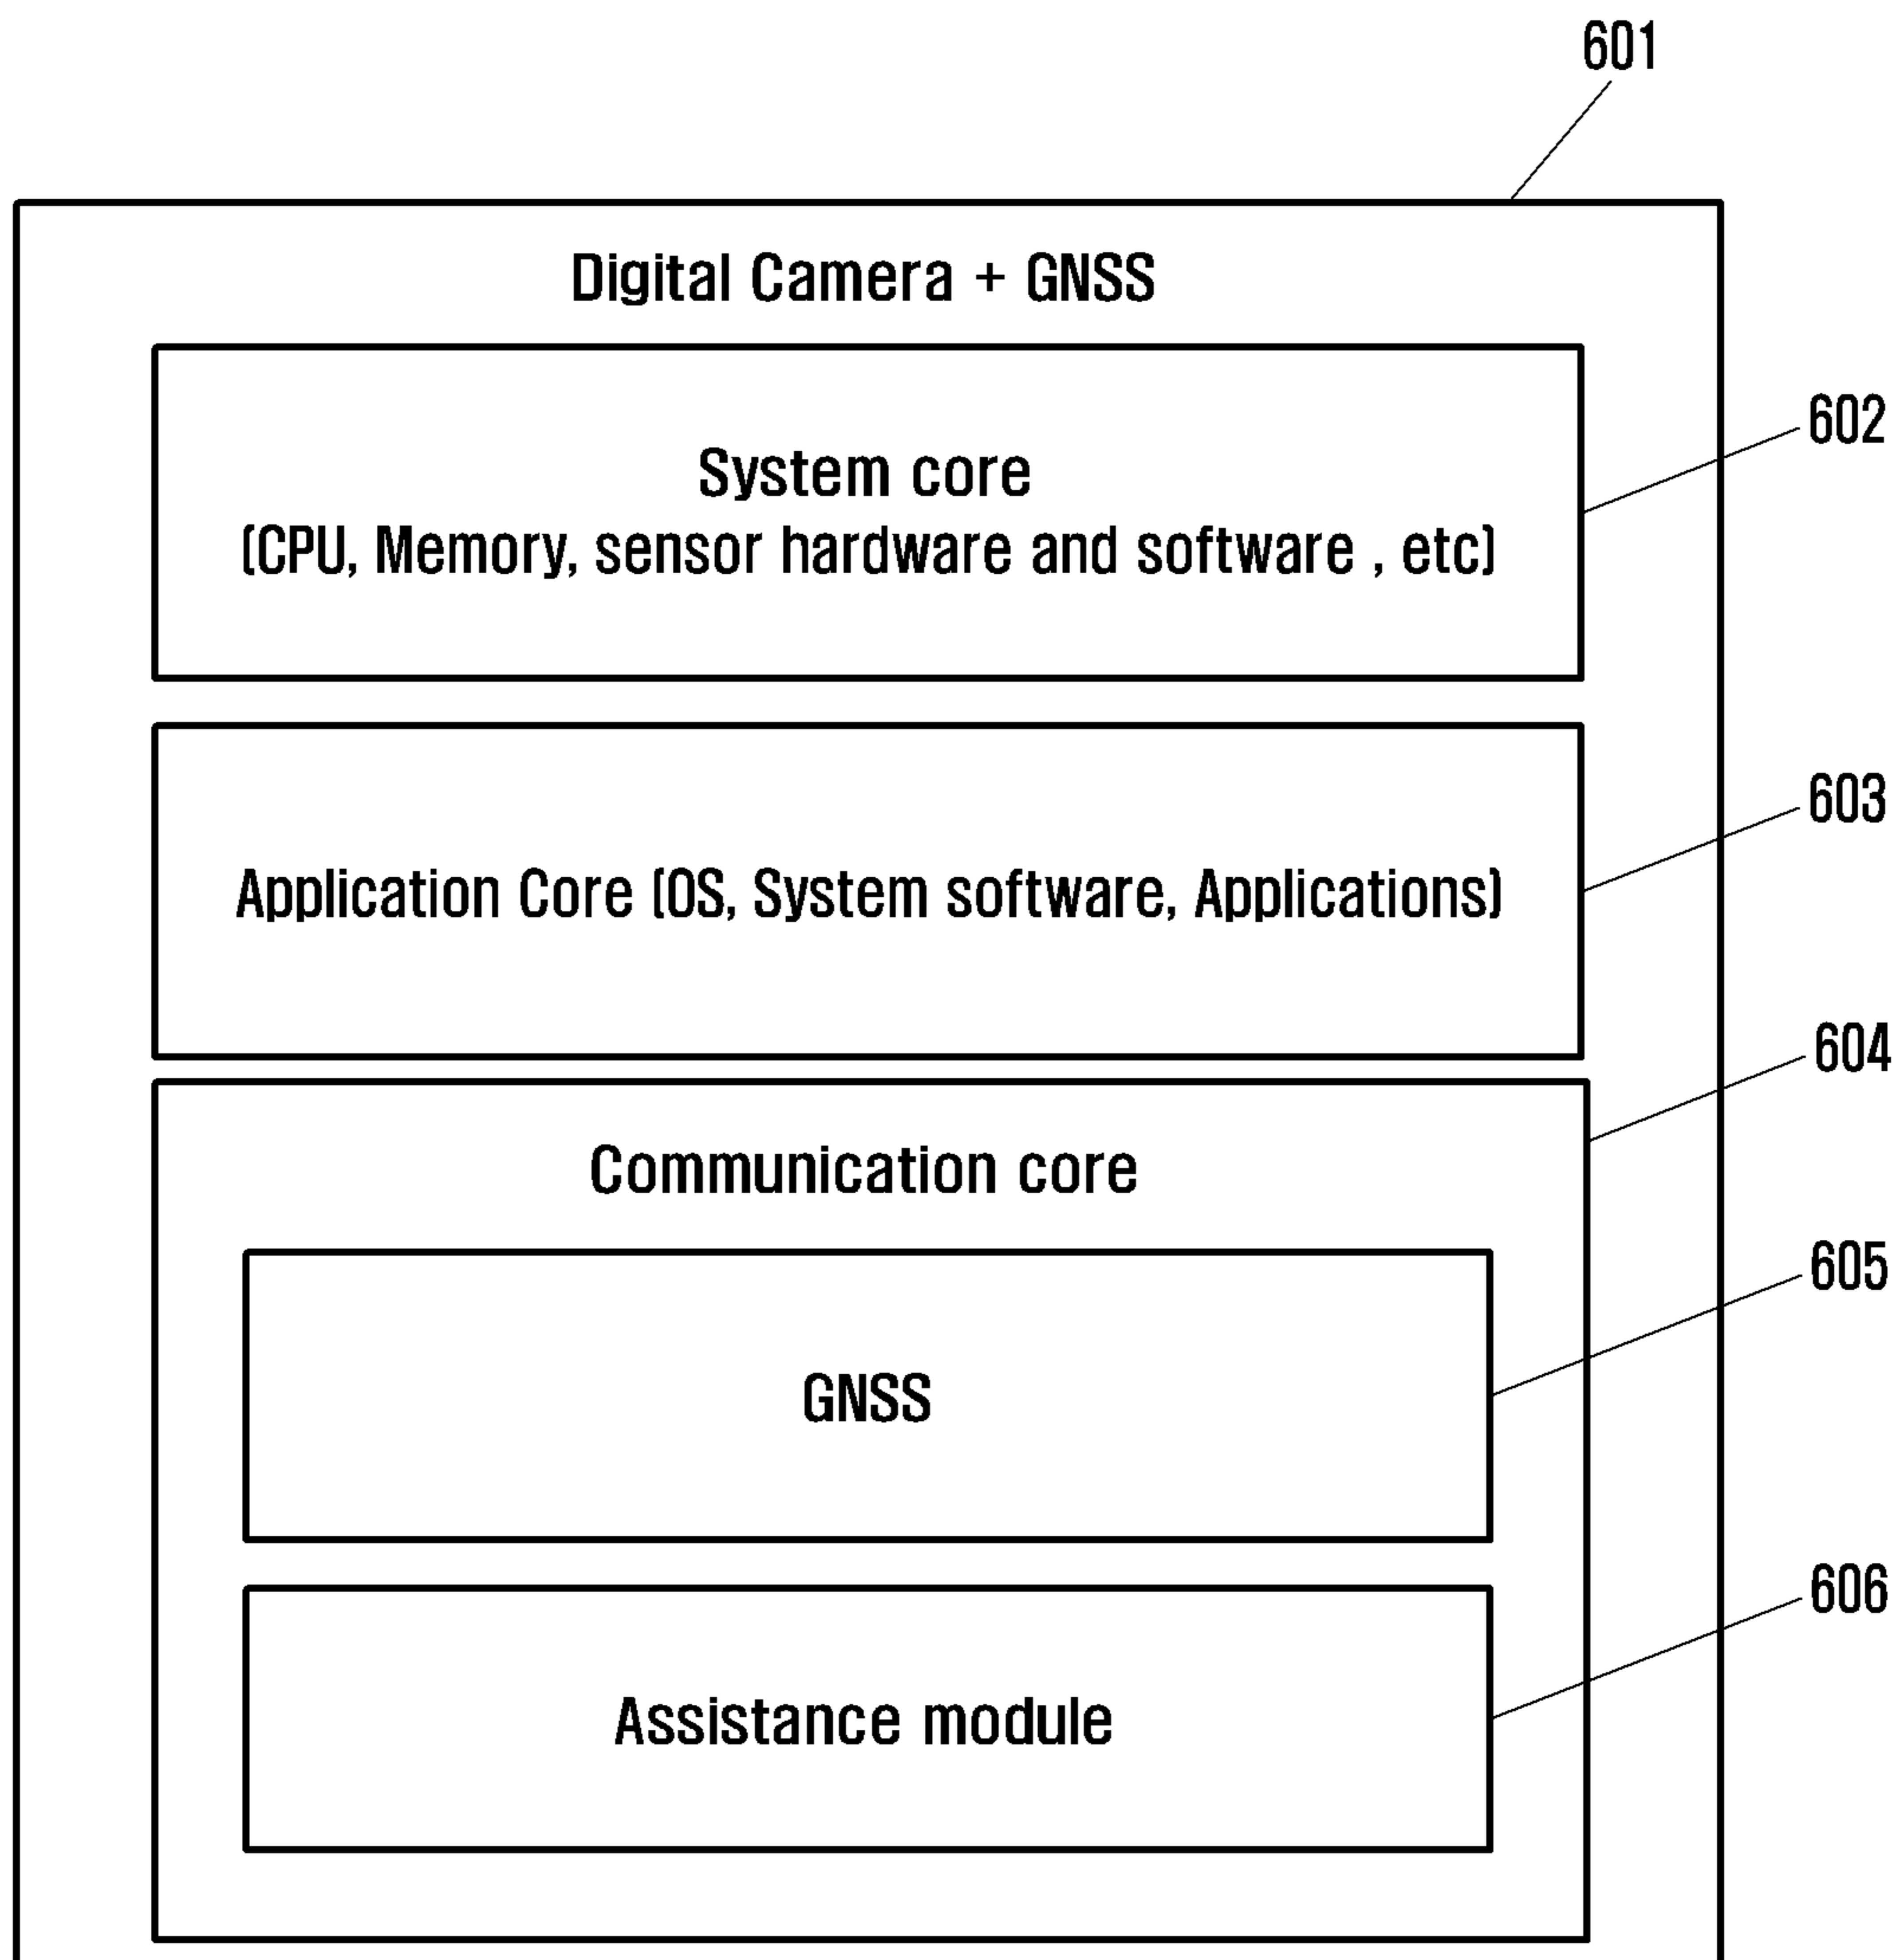 601
Digital Camera + GNSS
602
System core
(CPU, Memory, sensor hardware and software , etc)
603
Application Core (OS, System software, Applications)
604
Communication core
605
GNSS
606
Assistance module